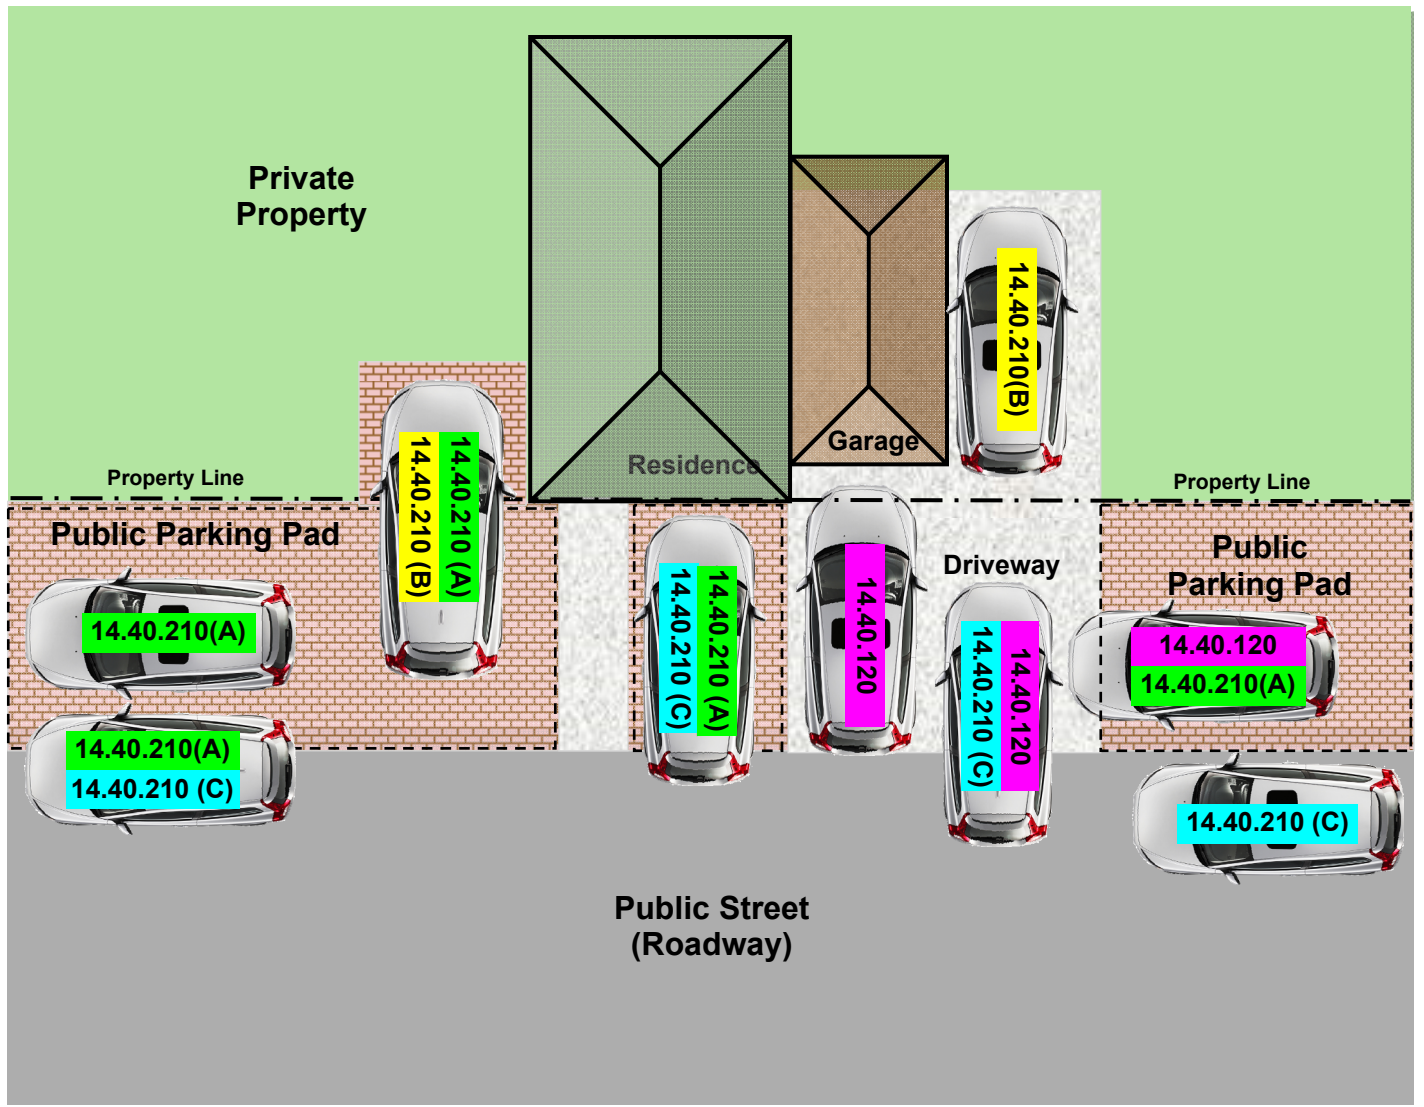 Private
Property
14.40.210(B)
Garage
Residence
Property Line
Property Line
14.40.210 (B)
14.40.210 (A)
Public Parking Pad
Public
Parking Pad
Driveway
14.40.210(A)
14.40.210 (C)
14.40.210 (A)
14.40.120
14.40.210 (C)
14.40.120
14.40.120
14.40.210(A)
14.40.210(A)
14.40.210 (C)
14.40.210 (C)
Public Street
(Roadway)